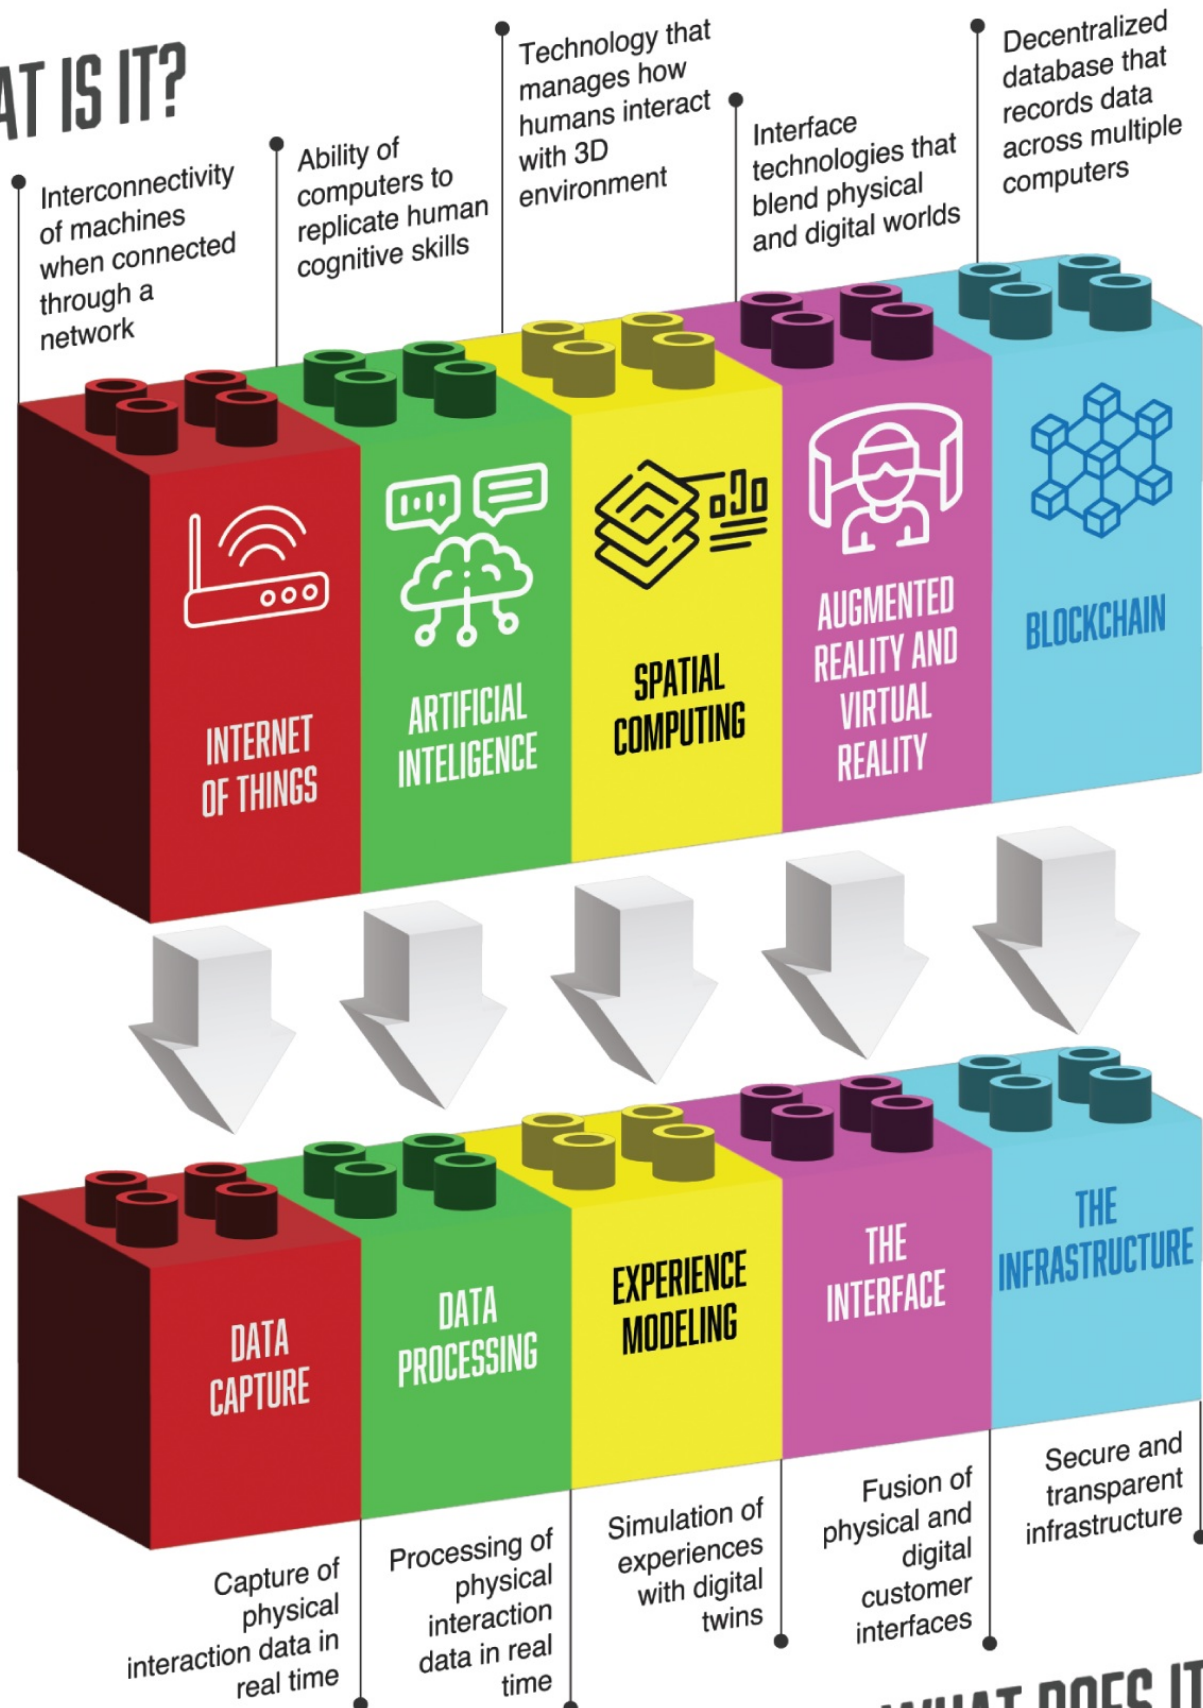 AT IS IT?
Interconnectivity
of machines
when connected
through a
network
Ability of
computers to
replicate human
cognitive skills
Technology that
manages how
humans interact
with 3D
environment
Interface
technologies that
blend physical
and digital worlds
Decentralized
database that
records data
across multiple
computers
INTERNET
OF THINGS
ARTIFICIAL
INTELIGENCE
SPATIAL
COMPUTING
AUGMENTED
REALITY AND
VIRTUAL
REALITY
BLOCKCHAIN
DATA
CAPTURE
DATA
PROCESSING
EXPERIENCE
MODELING
THE
INTERFACE
THE
INFRASTRUCTURE
Capture of
physical
interaction data in
real time
Processing of
physical
interaction
data in real
time
Simulation of
experiences
with digital
twins
Fusion of
physical and
digital
customer
interfaces
Secure and
transparent
infrastructure
WHAT DOES IT